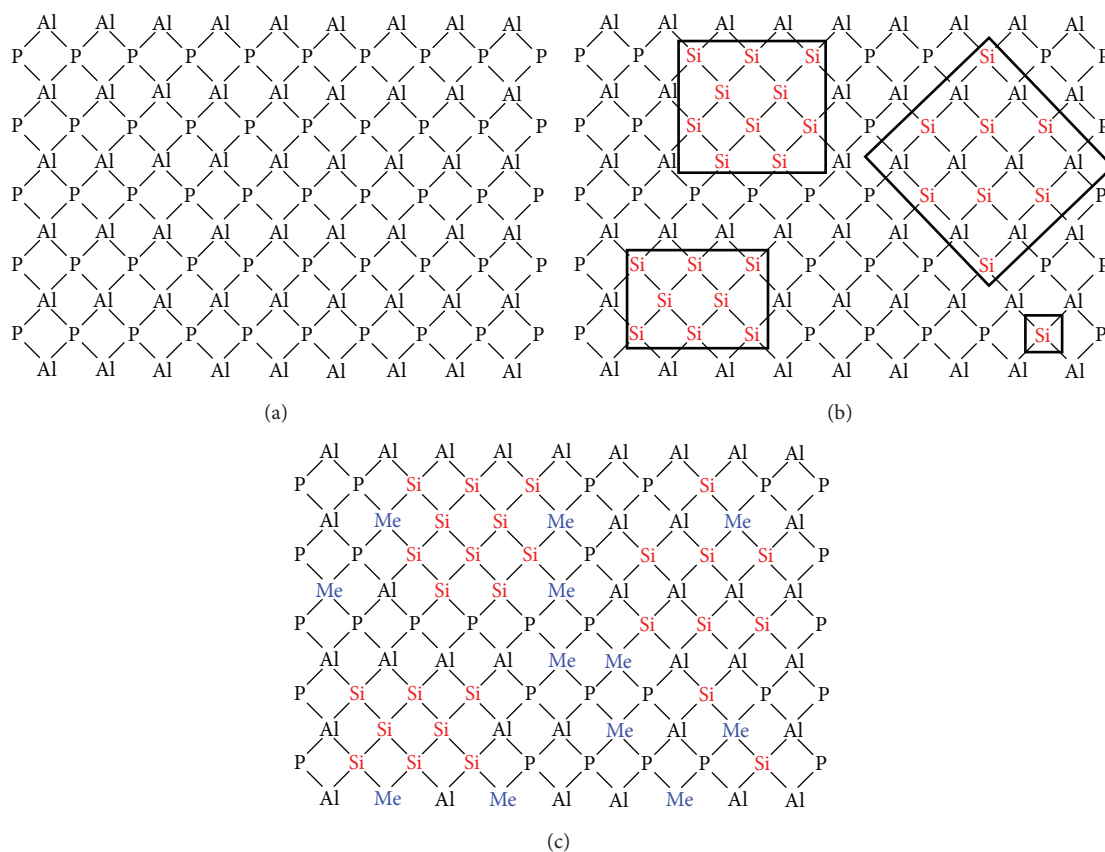 Al Al Al Al Al Al Al Al Al
P P P P P P P P P P
Al Al Al Al Al Al Al Al Al
P P P P P P P P P P
Al Al Al Al Al Al Al Al Al
P P P P P P P P P P
Al Al Al Al Al Al Al Al Al
P P P P P P P P P P
Al Al Al Al Al Al Al Al Al
P P P P P P P P P P
Al Al Al Al Al Al Al Al Al
(a)
Al Al Al Al Al Al Al Al Al
P P Si Si Si P P Si P P
Al Al Si Si Al Al Al Al Al
P P Si Si Si P Si Si Si P
Al Al Si Si Al Al Al Al Al
P P P P P P Si Si Si P
Al Al Al Al Al Al Al Al Al
P Si Si Si P P P Si P P
Al Si Si Al Al Al Al Al Al
P Si Si Si P P P P Si P
Al Al Al Al Al Al Al Al Al
(b)
Al Al Al Al Al Al Al Al Al
P P Si Si Si P P Si P P
Al Me Si Si Me Al Al Me Al
P P Si Si Si P Si Si Si P
Me Al Si Si Me Al Al Al Al
P P P P P P Si Si Si P
Al Al Al Al Me Me Al Al Al
P Si Si Si P P P Si P P
Al Si Si Al Al Me Al Me Al
P Si Si Si P P P P Si P
Al Me Al Me Al Al Me Al Al
(c)